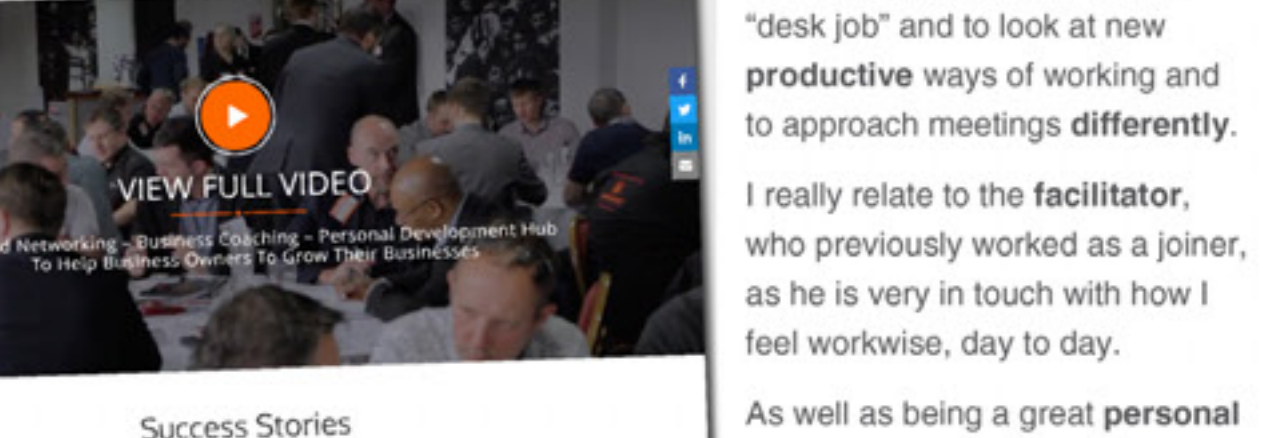 VIEW FULL VIDEO
d Networking – Business Coaching – Personal Development Hub
To Help Business Owners To Grow Their Businesses
Success Stories
“desk job” and to look at new
productive ways of working and
to approach meetings differently.
I really relate to the facilitator,
who previously worked as a joiner,
as he is very in touch with how I
feel workwise, day to day.
As well as being a great personal